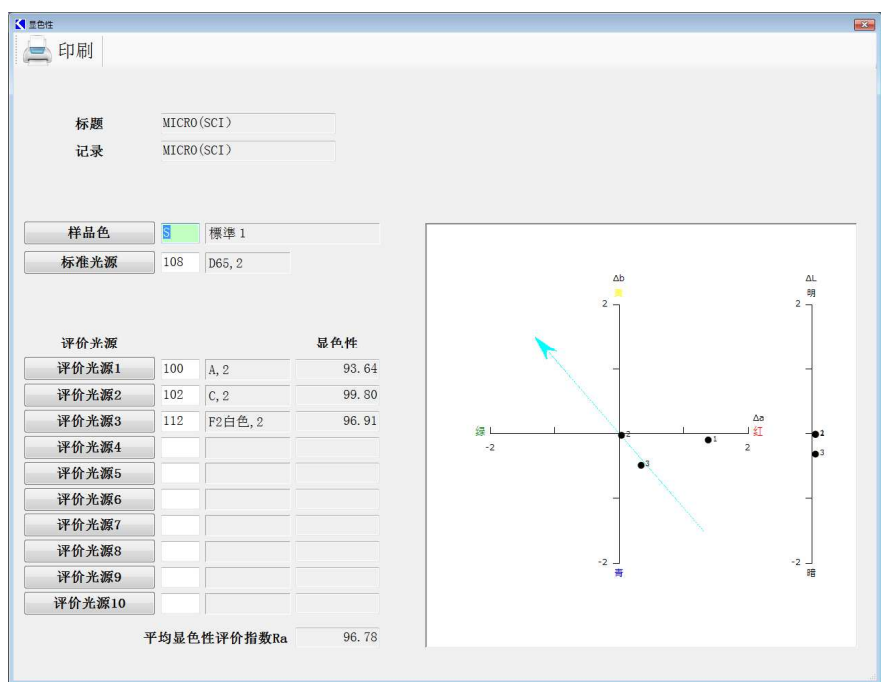 显色性
印刷
标题 MICRO(SCI)
记录 MICRO(SCI)
样品色 S 標準 1
标准光源 108 D65, 2
评价光源 显色性
评价光源1 100 A, 2 93.64
评价光源2 102 C, 2 99.80
评价光源3 112 F2白色, 2 96.91
评价光源4
评价光源5
评价光源6
评价光源7
评价光源8
评价光源9
评价光源10
平均显色性评价指数Ra 96.78
Δb ΔL
明
2 2
Δa
绿 2 1 红
-2 2
3 3
-2 -2
青 暗